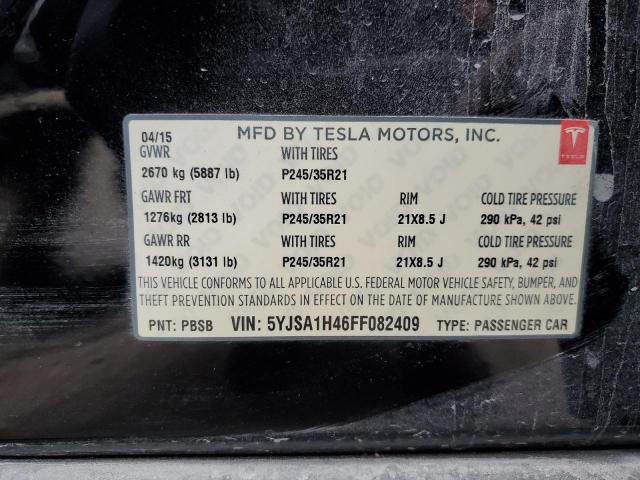 04/15 MFD BY TESLA MOTORS, INC.
GVWR WITH TIRES
2670 kg (5887 lb) P245/35R21
GAWR FRT WITH TIRES RIM COLD TIRE PRESSURE
1276kg (2813 lb) P245/35R21 21X8.5 J 290 kPa, 42 psi
GAWR RR WITH TIRES RIM COLD TIRE PRESSURE
1420kg (3131 lb) P245/35R21 21X8.5 J 290 kPa, 42 psi
THIS VEHICLE CONFORMS TO ALL APPLICABLE U.S. FEDERAL MOTOR VEHICLE SAFETY, BUMPER, AND
THEFT PREVENTION STANDARDS IN EFFECT ON THE DATE OF MANUFACTURE SHOWN ABOVE.
PNT: PBSB VIN: 5YJSA1H46FF082409 TYPE: PASSENGER CAR
TESLA
VOID VOID VOID